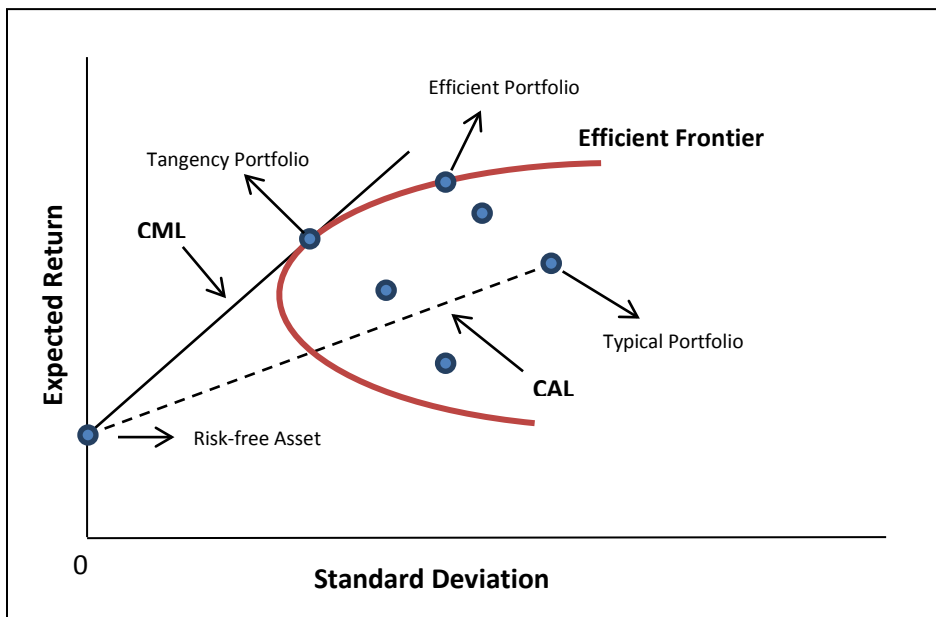 Efficient Portfolio
Efficient Frontier
Tangency Portfolio
CML
Expected Return
Typical Portfolio
CAL
Risk-free Asset
0
Standard Deviation